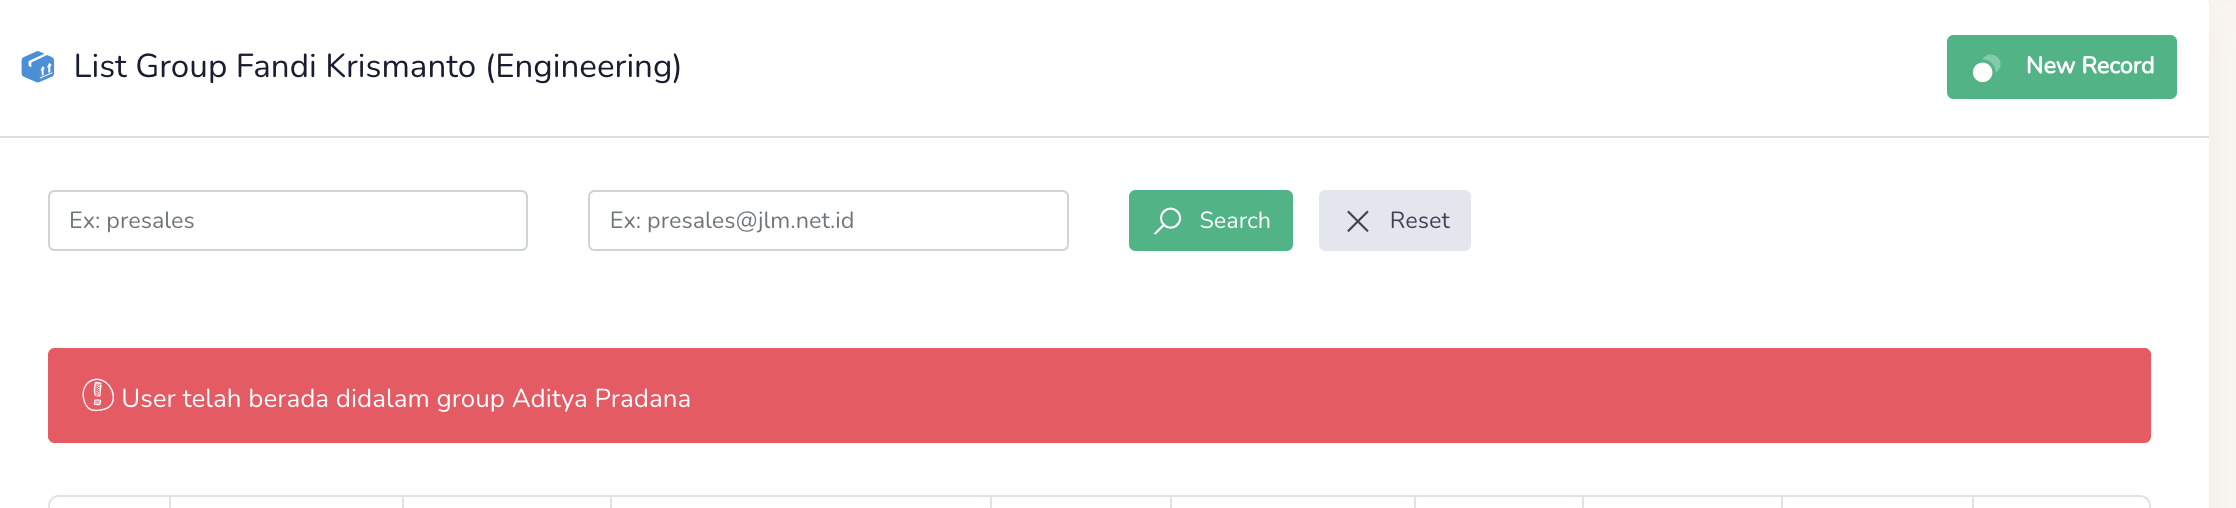 List Group Fandi Krismanto (Engineering)
New Record
Ex: presales
Ex: presales@jlm.net.id
Search
Reset
User telah berada didalam group Aditya Pradana